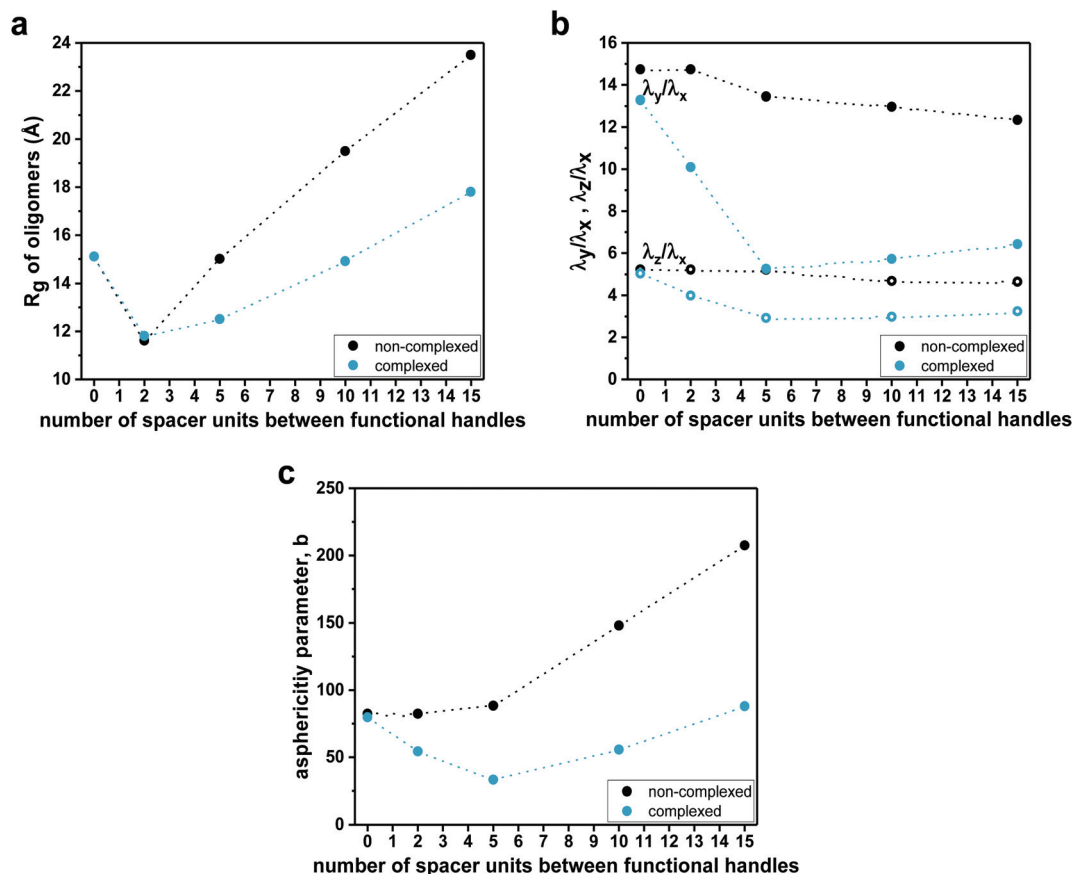 a
24
22
20
18
16
14
12
10
Rg of oligomers (Å)
non-complexed
complexed
0 1 2 3 4 5 6 7 8 9 10 11 12 13 14 15
number of spacer units between functional handles
b
16
14
12
10
8
6
4
2
0
λy/λx , λz/λx
λy/λx
λz/λx
non-complexed
complexed
0 1 2 3 4 5 6 7 8 9 10 11 12 13 14 15
number of spacer units between functional handles
c
250
200
150
100
50
0
asphericitiy parameter, b
non-complexed
complexed
0 1 2 3 4 5 6 7 8 9 10 11 12 13 14 15
number of spacer units between functional handles